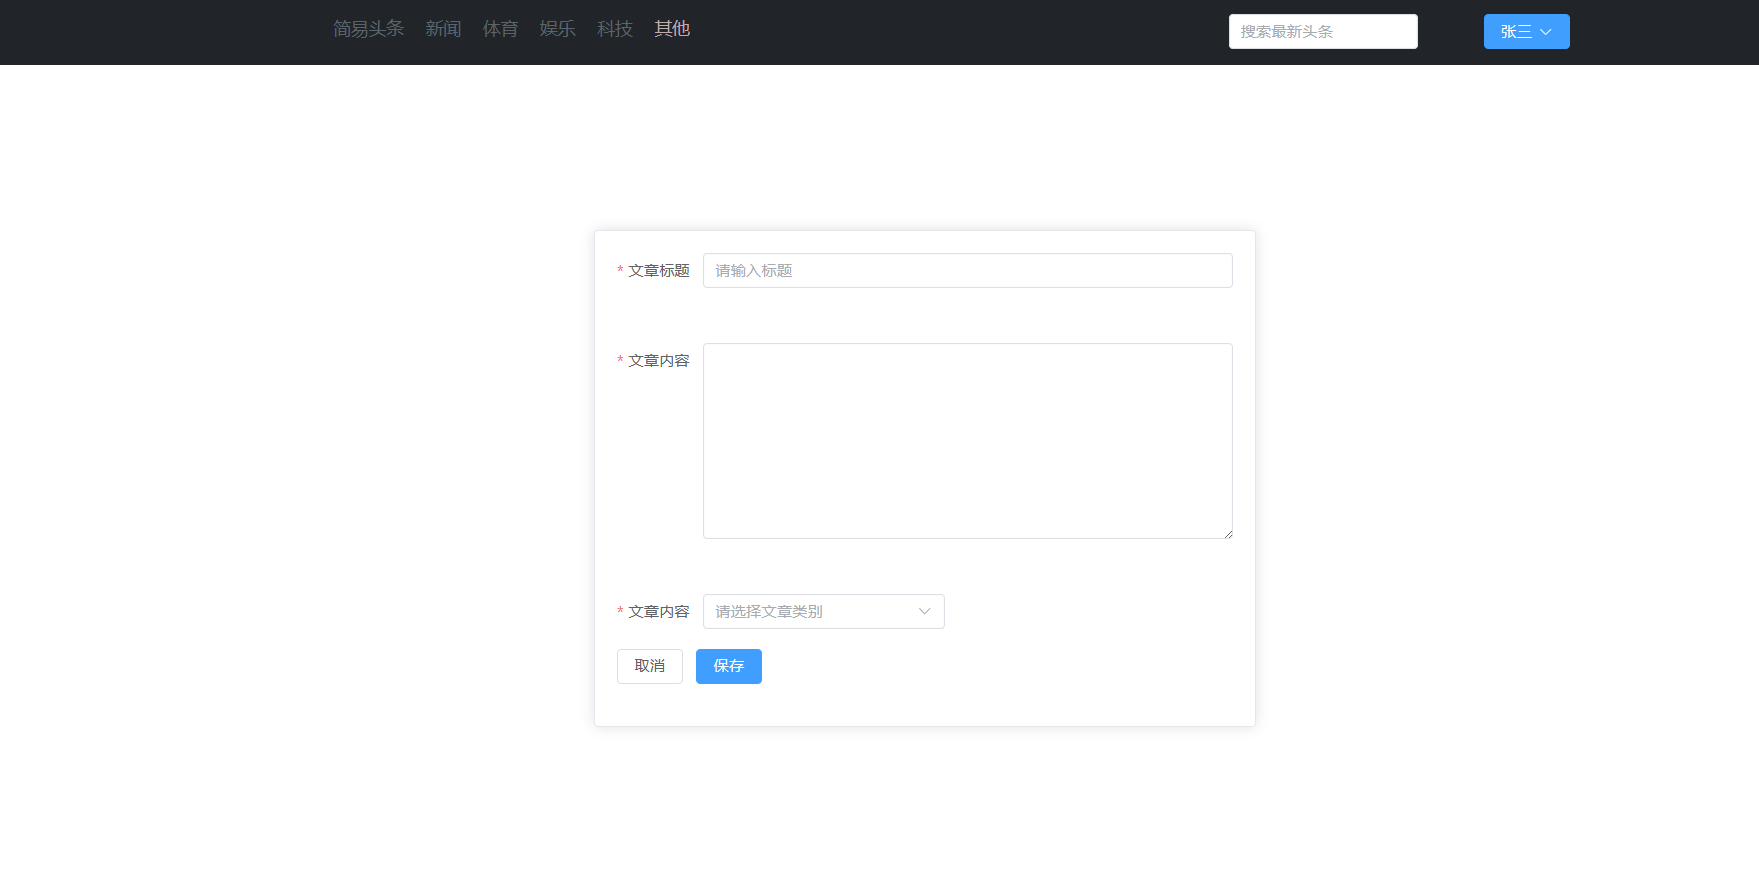 简易头条 新闻 体育 娱乐 科技 其他 搜索最新头条 张三
* 文章标题 请输入标题
* 文章内容
* 文章内容 请选择文章类别
取消 保存